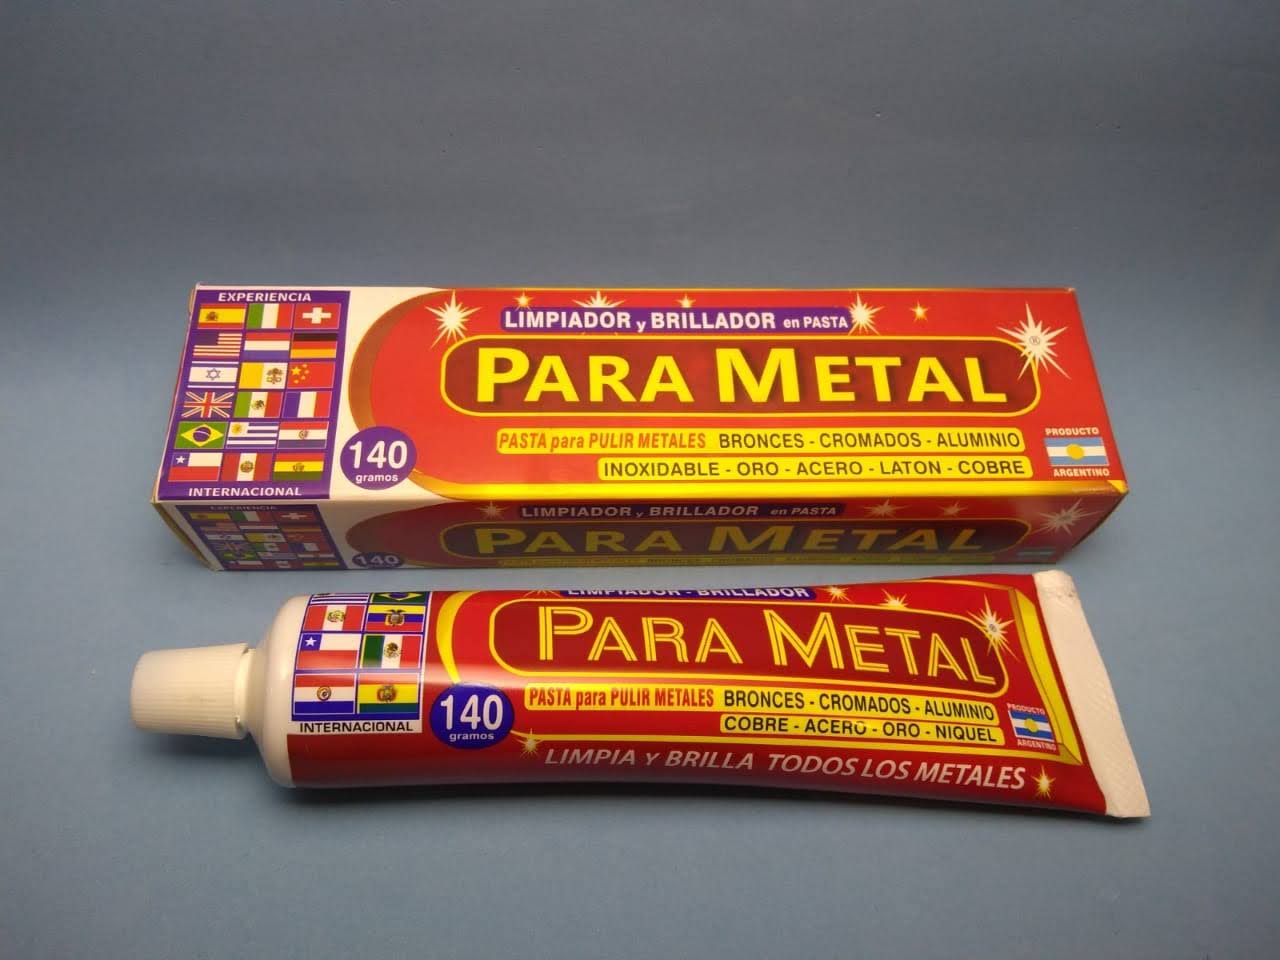 EXPERIENCIA
INTERNACIONAL
140
gramos
LIMPIADOR y BRILLADOR en PASTA
PARA METAL
®
PASTA para PULIR METALES BRONCES - CROMADOS - ALUMINIO
INOXIDABLE - ORO - ACERO - LATON - COBRE
PRODUCTO
ARGENTINO
EXPERIENCIA
140
LIMPIADOR y BRILLADOR en PASTA
PARA METAL
INTERNACIONAL
140
gramos
LIMPIADOR - BRILLADOR
PARA METAL
PASTA para PULIR METALES BRONCES - CROMADOS - ALUMINIO
COBRE - ACERO - ORO - NIQUEL
PRODUCTO
ARGENTINO
LIMPIA Y BRILLA TODOS LOS METALES